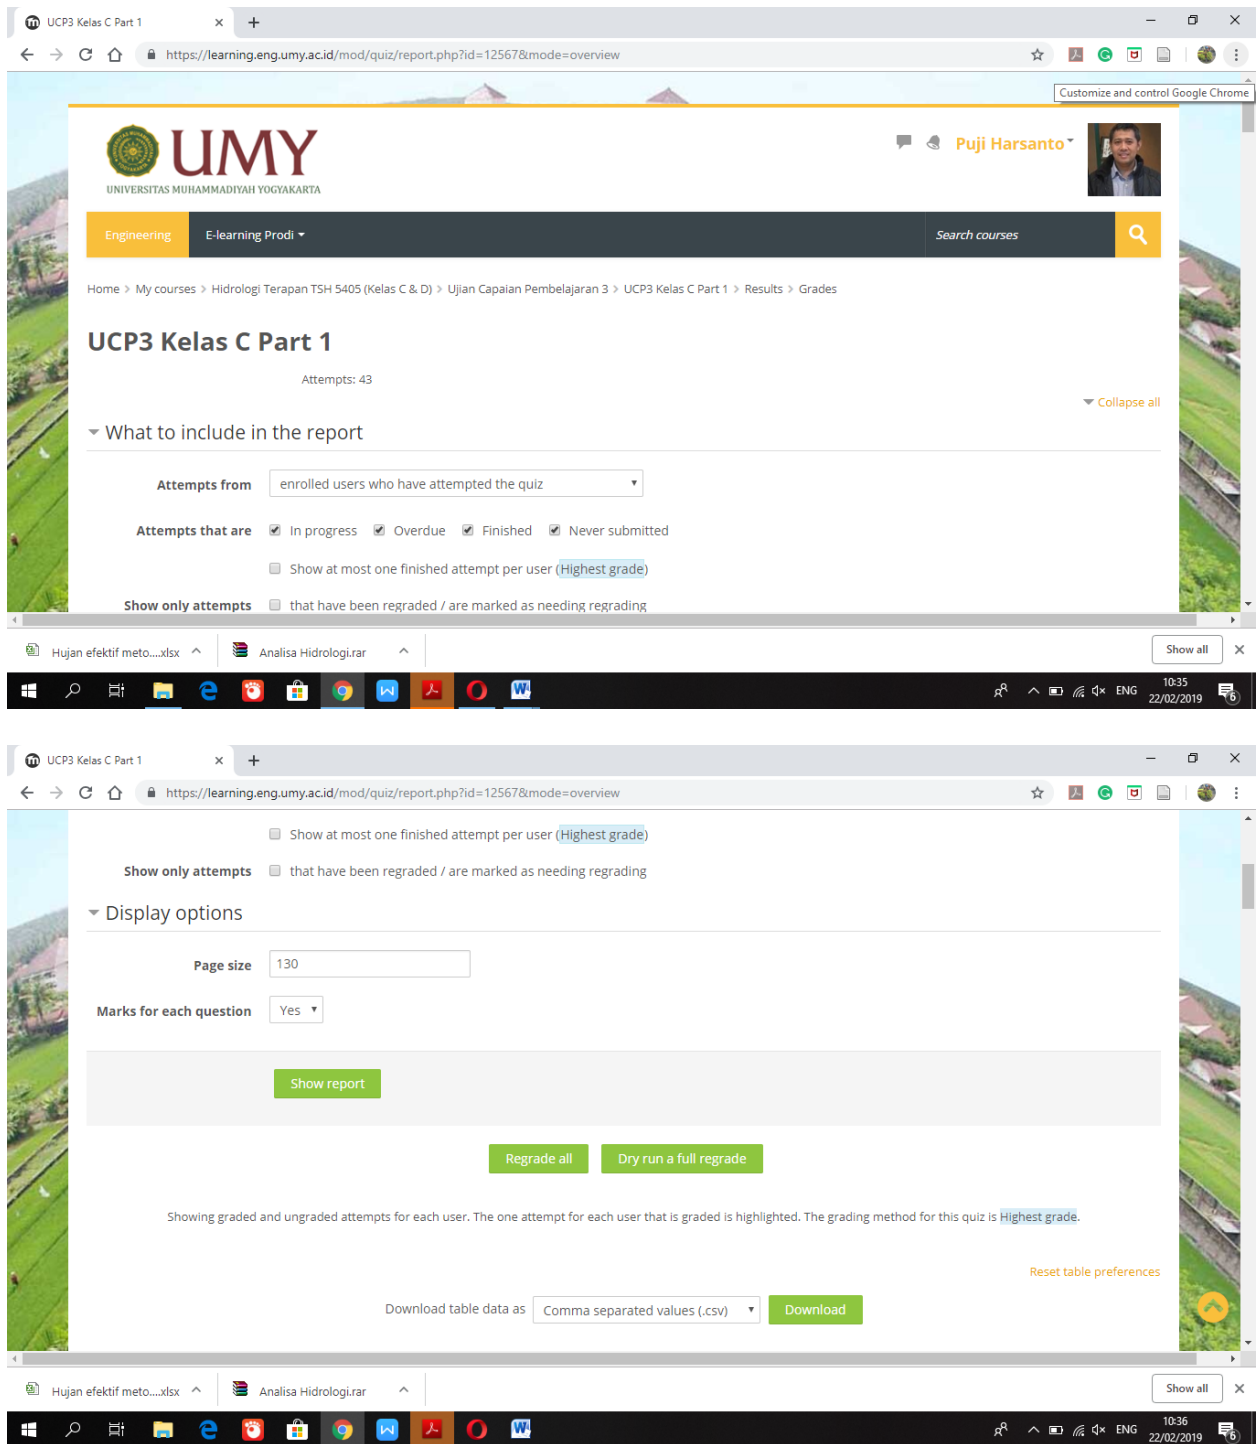 UCP3 Kelas C Part 1
https://learning.eng.umy.ac.id/mod/quiz/report.php?id=12567&mode=overview
Customize and control Google Chrome
UMY
UNIVERSITAS MUHAMMADIYAH YOGYAKARTA
Puji Harsanto
Engineering E-learning Prodi Search courses
Home > My courses > Hidrologi Terapan TSH 5405 (Kelas C & D) > Ujian Capaian Pembelajaran 3 > UCP3 Kelas C Part 1 > Results > Grades
UCP3 Kelas C Part 1
Attempts: 43
Collapse all
What to include in the report
Attempts from enrolled users who have attempted the quiz
Attempts that are In progress Overdue Finished Never submitted
Show at most one finished attempt per user (Highest grade)
Show only attempts that have been regraded / are marked as needing regrading
Hujan efektif meto....xlsx Analisa Hidrologi.rar Show all
ENG 10:35
22/02/2019 6
UCP3 Kelas C Part 1
https://learning.eng.umy.ac.id/mod/quiz/report.php?id=12567&mode=overview
Show at most one finished attempt per user (Highest grade)
Show only attempts that have been regraded / are marked as needing regrading
Display options
Page size 130
Marks for each question Yes
Show report
Regrade all Dry run a full regrade
Showing graded and ungraded attempts for each user. The one attempt for each user that is graded is highlighted. The grading method for this quiz is Highest grade.
Reset table preferences
Download table data as Comma separated values (.csv) Download
Hujan efektif meto....xlsx Analisa Hidrologi.rar Show all
ENG 10:36
22/02/2019 6